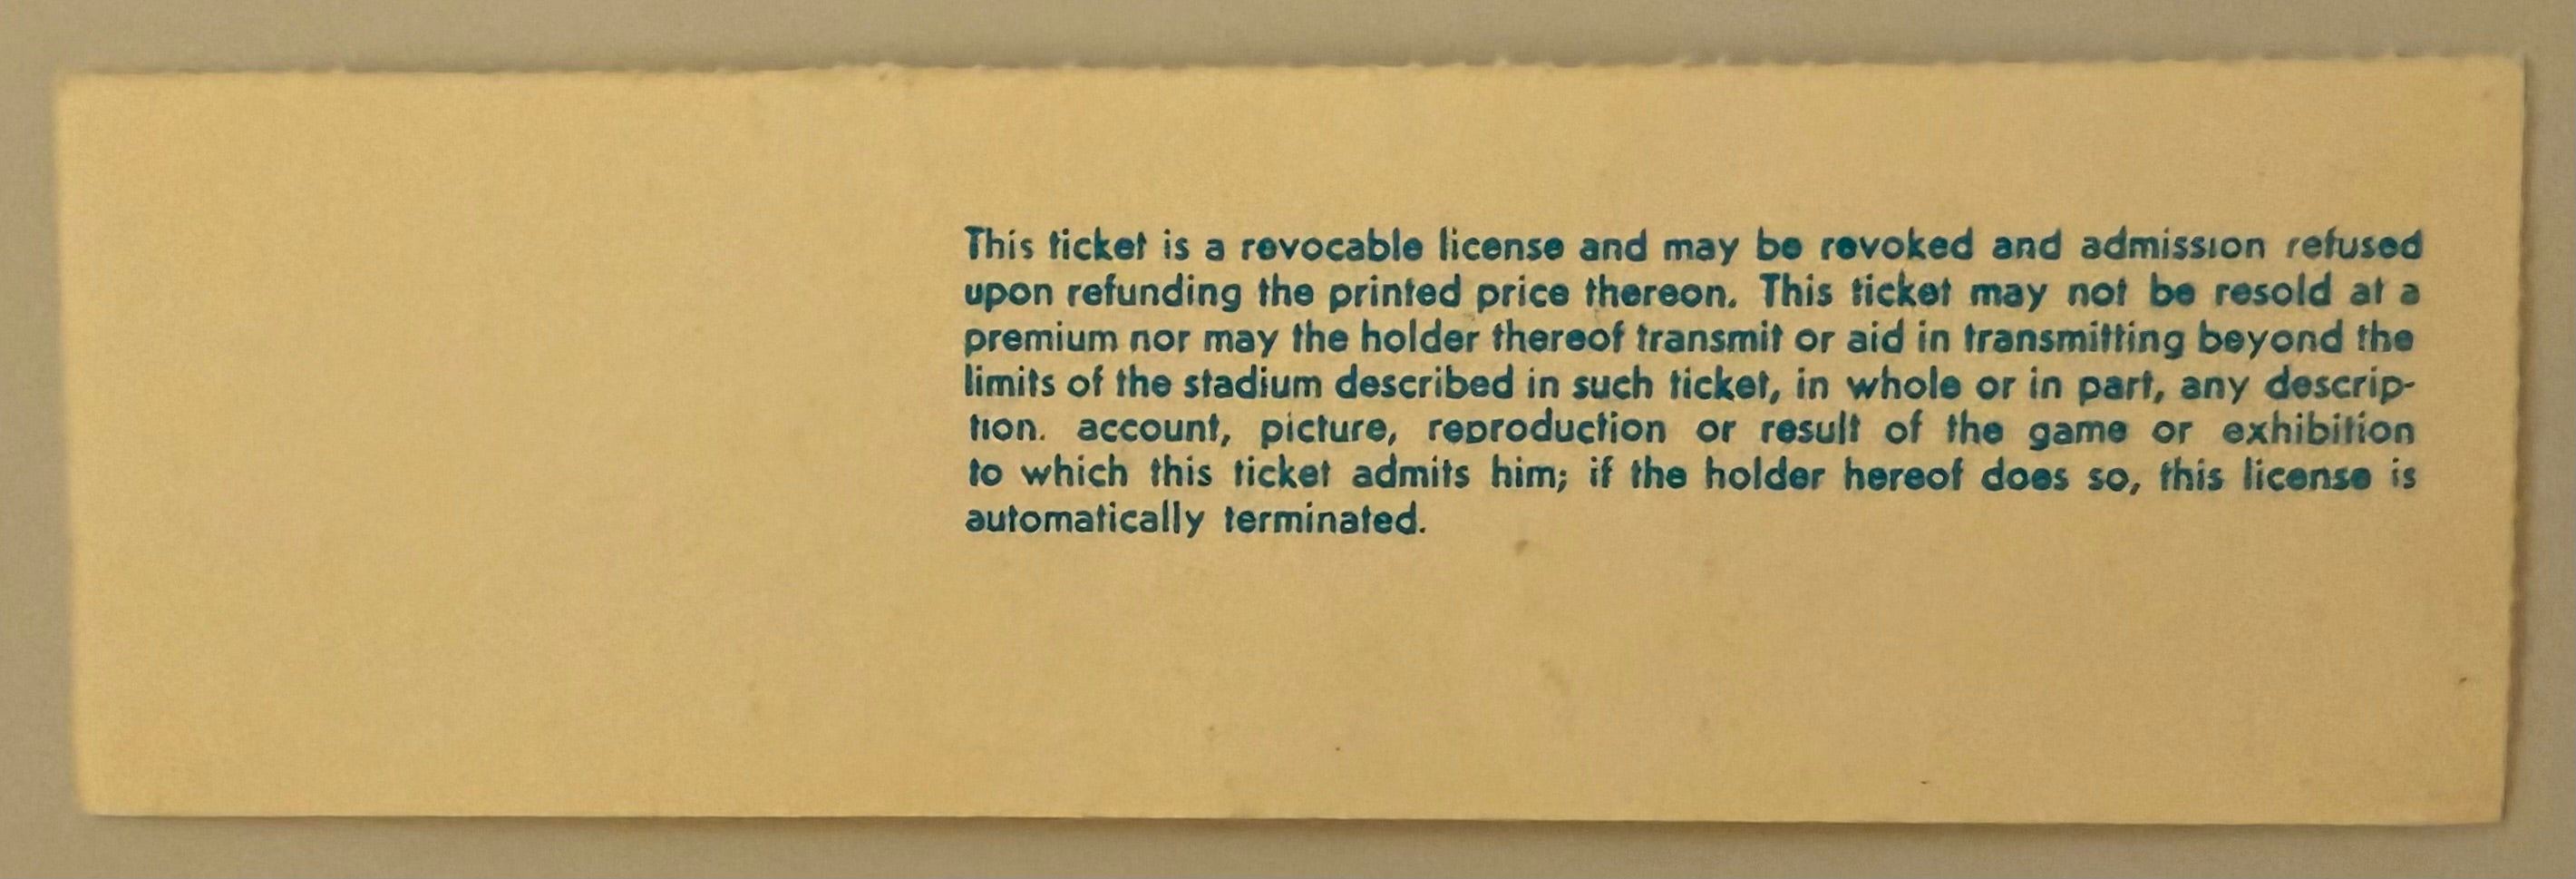 This ticket is a revocable license and may be revoked and admission refused
upon refunding the printed price thereon. This ticket may not be resold at a
premium nor may the holder thereof transmit or aid in transmitting beyond the
limits of the stadium described in such ticket, in whole or in part, any descrip-
tion. account, picture, reproduction or result of the game or exhibition
to which this ticket admits him; if the holder hereof does so, this license is
automatically terminated.